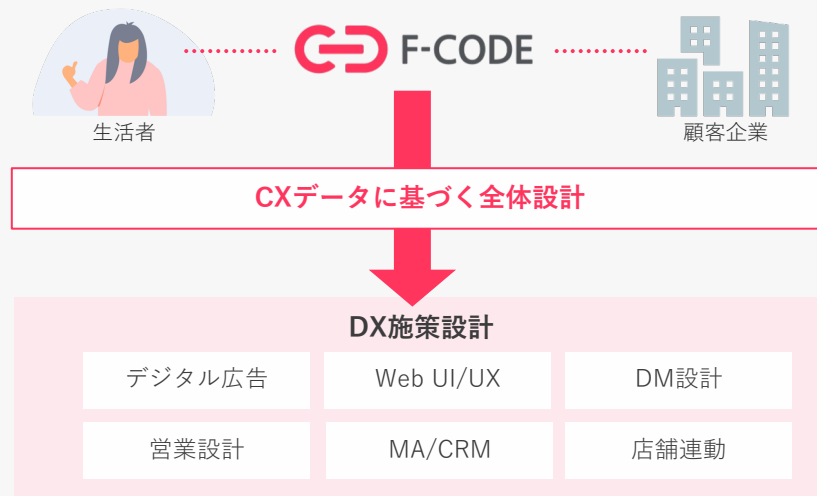 F-CODE
生活者
顧客企業
CXデータに基づく全体設計
DX施策設計
デジタル広告
Web UI/UX
DM設計
営業設計
MA/CRM
店舗連動